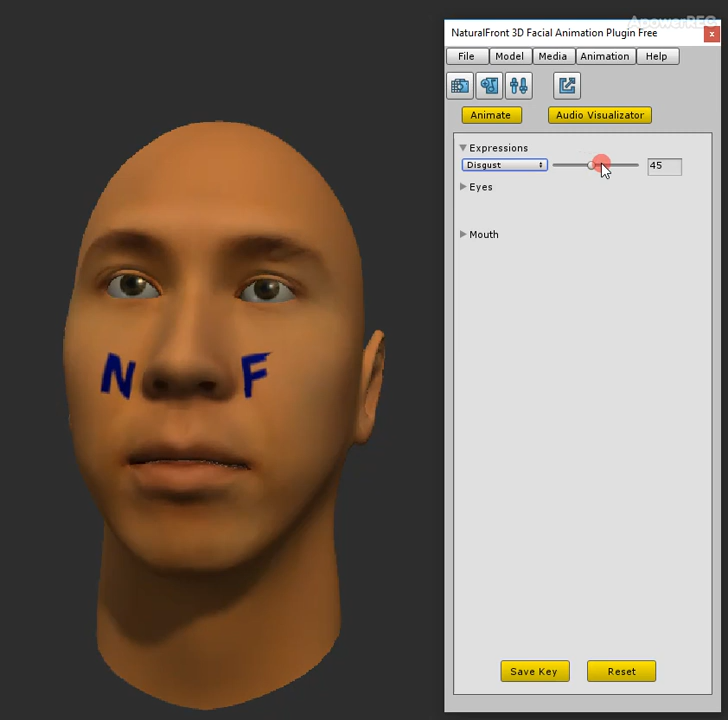 ApowerREC
NaturalFront 3D Facial Animation Plugin Free
x
File Model Media Animation Help
Animate Audio Visualizator
Expressions
Disgust 45
Eyes
Mouth
N F
Save Key Reset